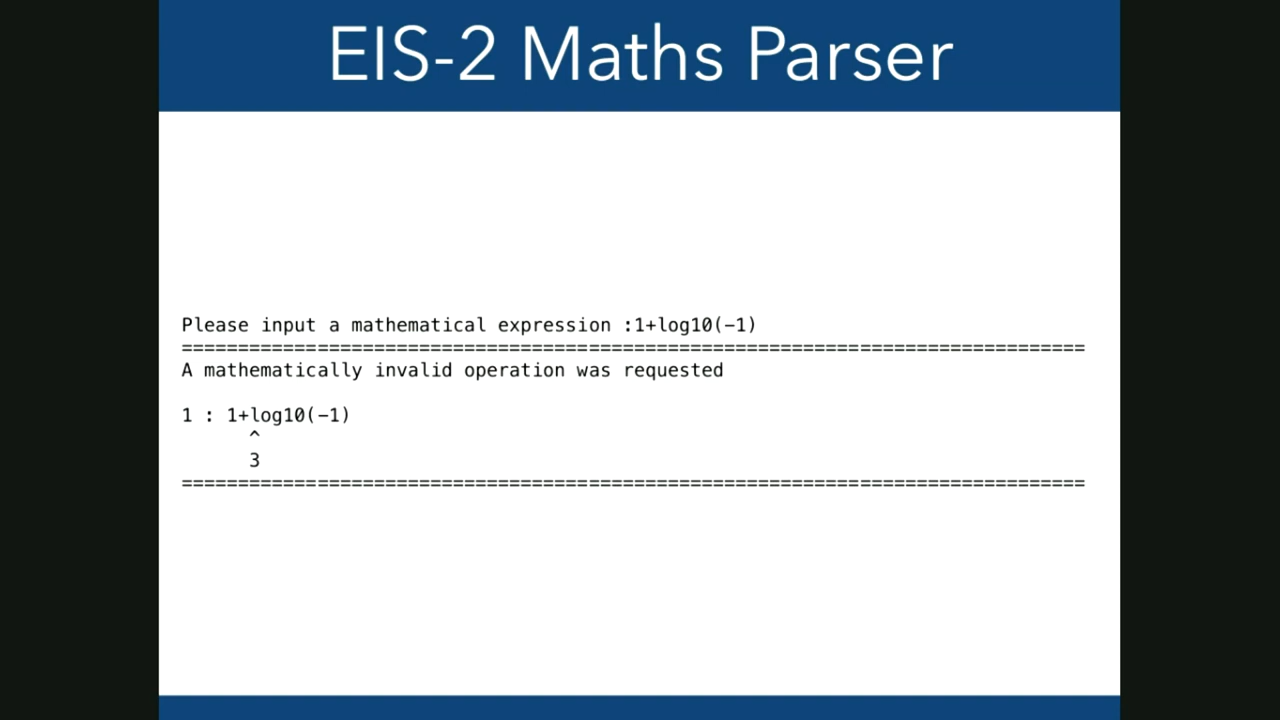 EIS-2 Maths Parser
Please input a mathematical expression :1+log10(-1)
================================================================================
A mathematically invalid operation was requested
1 : 1+log10(-1)
^
3
================================================================================